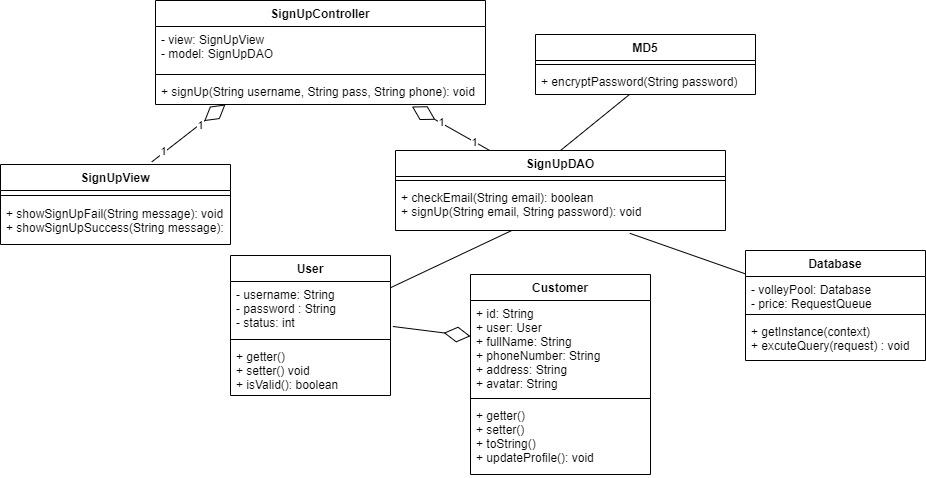 SignUpController
- view: SignUpView
- model: SignUpDAO
+ signUp(String username, String pass, String phone): void
MD5
+ encryptPassword(String password)
1
1
1
1
SignUpView
+ showSignUpFail(String message): void
+ showSignUpSuccess(String message):
SignUpDAO
+ checkEmail(String email): boolean
+ signUp(String email, String password): void
User
- username: String
- password : String
- status: int
+ getter()
+ setter() void
+ isValid(): boolean
Customer
+ id: String
+ user: User
+ fullName: String
+ phoneNumber: String
+ address: String
+ avatar: String
+ getter()
+ setter()
+ toString()
+ updateProfile(): void
Database
- volleyPool: Database
- price: RequestQueue
+ getInstance(context)
+ excuteQuery(request) : void